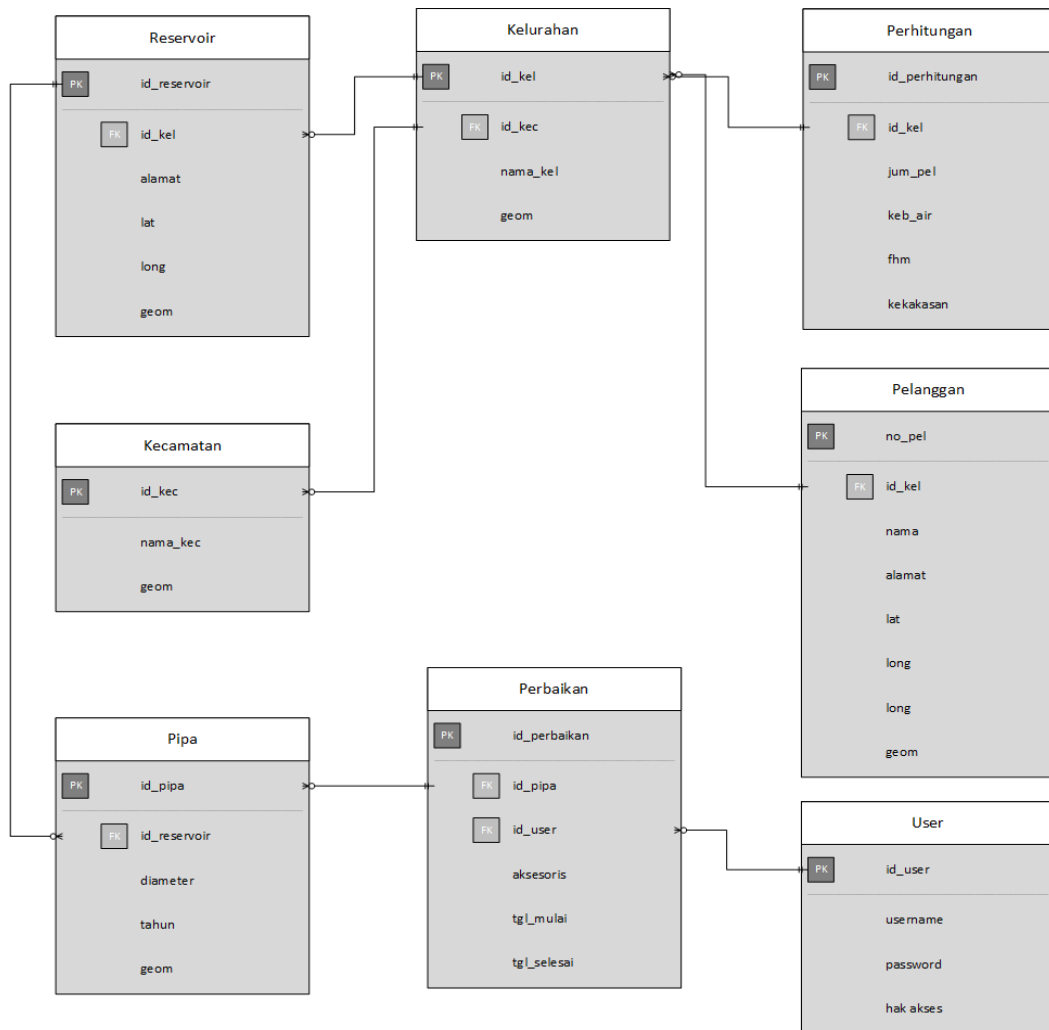 Reservoir
PK id_reservoir
FK id_kel
alamat
lat
long
geom
Kelurahan
PK id_kel
FK id_kec
nama_kel
geom
Perhitungan
PK id_perhitungan
FK id_kel
jum_pel
keb_air
fhm
kekakasan
Kecamatan
PK id_kec
nama_kec
geom
Pelanggan
PK no_pel
FK id_kel
nama
alamat
lat
long
long
geom
Pipa
PK id_pipa
FK id_reservoir
diameter
tahun
geom
Perbaikan
PK id_perbaikan
FK id_pipa
FK id_user
aksesoris
tgl_mulai
tgl_selesai
User
PK id_user
username
password
hak akses